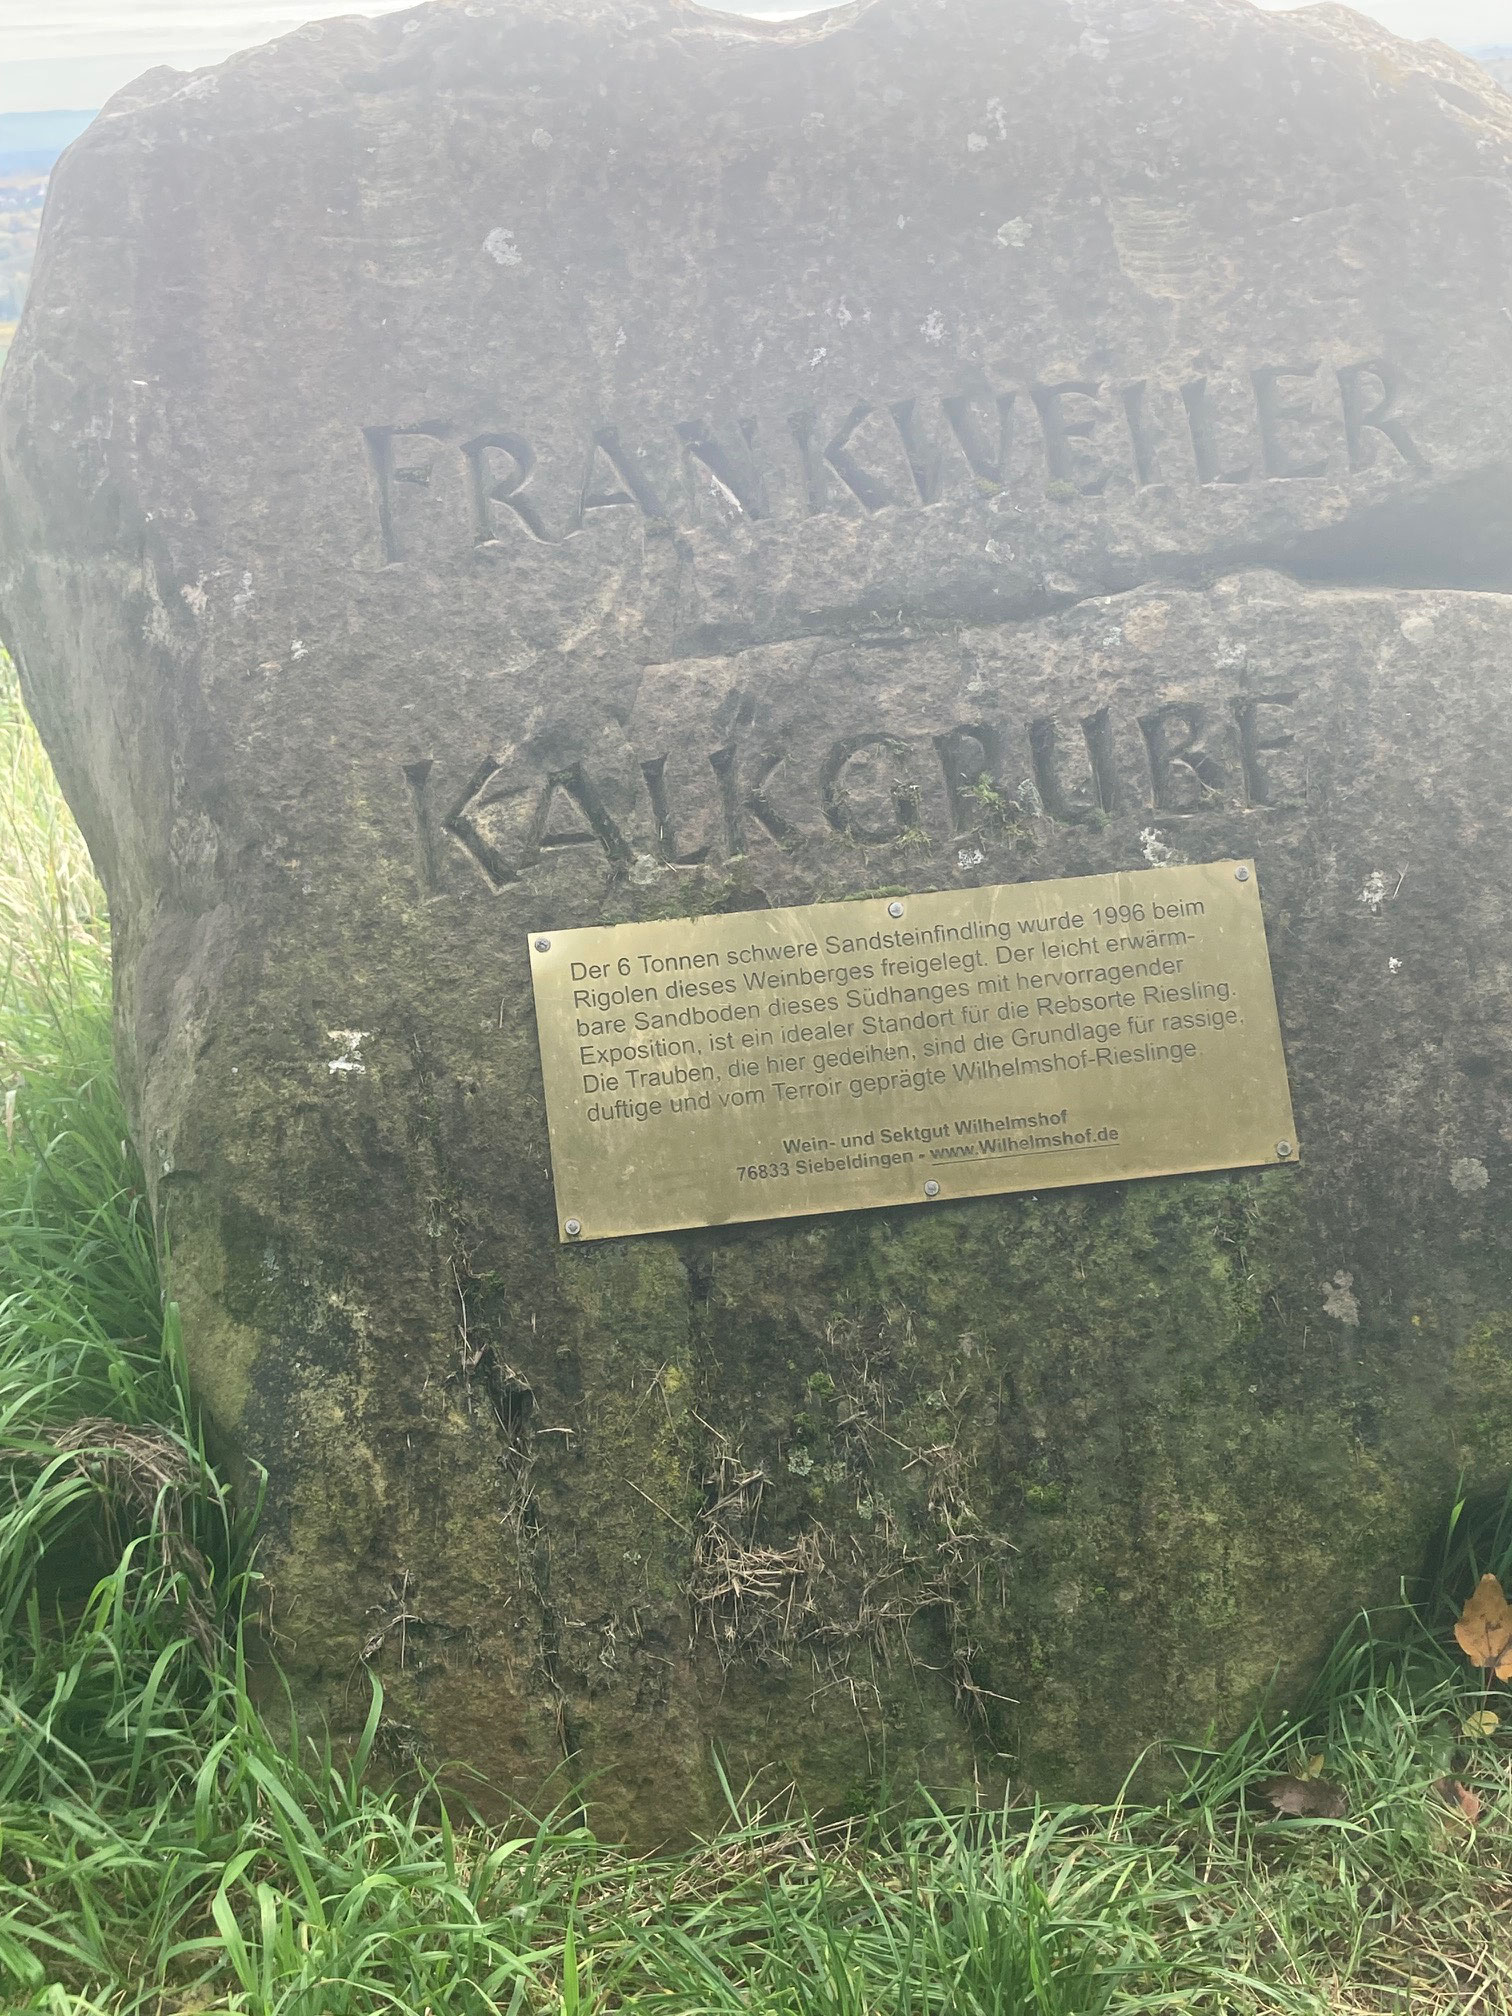 FRANKWEILER
KALKGRUBE
Der 6 Tonnen schwere Sandsteinfindling wurde 1996 beim
Rigolen dieses Weinberges freigelegt. Der leicht erwärm-
bare Sandboden dieses Südhanges mit hervorragender
Exposition, ist ein idealer Standort für die Rebsorte Riesling.
Die Trauben, die hier gedeihen, sind die Grundlage für rassige,
duftige und vom Terroir geprägte Wilhelmshof-Rieslinge.
Wein- und Sektgut Wilhelmshof
76833 Siebeldingen - www.Wilhelmshof.de